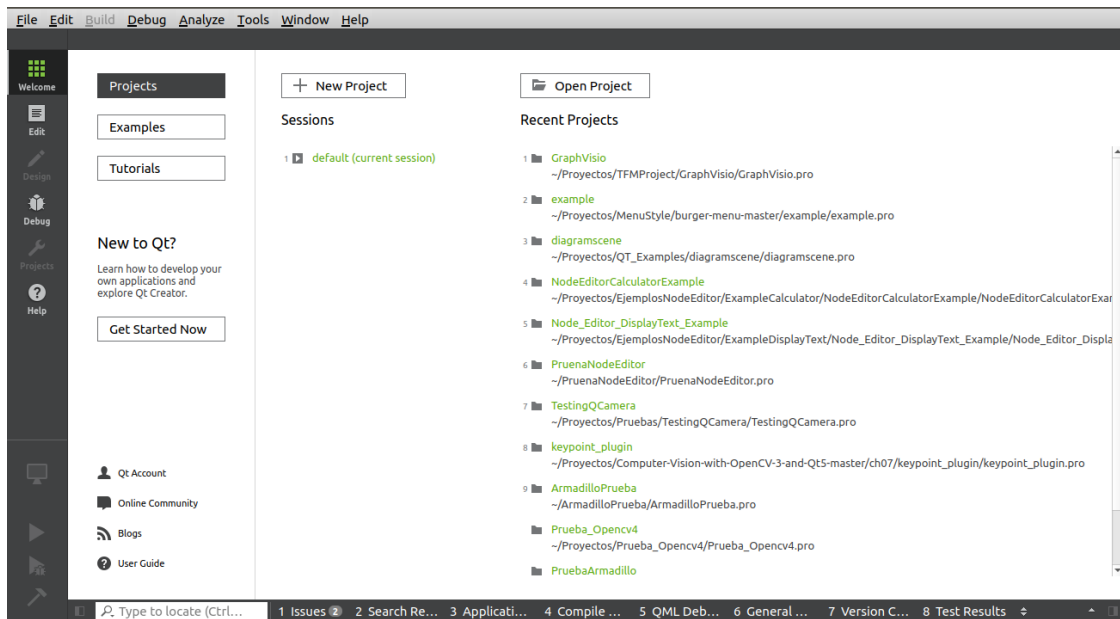 File Edit Build Debug Analyze Tools Window Help
Welcome
Edit
Design
Debug
Projects
Help
Projects
Examples
Tutorials
New to Qt?
Learn how to develop your
own applications and
explore Qt Creator.
Get Started Now
Qt Account
Online Community
Blogs
User Guide
New Project
Sessions
1 default (current session)
Open Project
Recent Projects
1 GraphVisio
~/Proyectos/TFMProject/GraphVisio/GraphVisio.pro
2 example
~/Proyectos/MenuStyle/burger-menu-master/example/example.pro
3 diagramscene
~/Proyectos/QT_Examples/diagramscene/diagramscene.pro
4 NodeEditorCalculatorExample
~/Proyectos/EjemplosNodeEditor/ExampleCalculator/NodeEditorCalculatorExample/NodeEditorCalculatorExar
5 Node_Editor_DisplayText_Example
~/Proyectos/EjemplosNodeEditor/ExampleDisplayText/Node_Editor_DisplayText_Example/Node_Editor_Displa
6 PruenaNodeEditor
~/PruenaNodeEditor/PruenaNodeEditor.pro
7 TestingQCamera
~/Proyectos/Pruebas/TestingQCamera/TestingQCamera.pro
8 keypoint_plugin
~/Proyectos/Computer-Vision-with-OpenCV-3-and-Qt5-master/ch07/keypoint_plugin/keypoint_plugin.pro
9 ArmadilloPrueba
~/ArmadilloPrueba/ArmadilloPrueba.pro
Prueba_Opencv4
~/Proyectos/Prueba_Opencv4/Prueba_Opencv4.pro
PruebaArmadillo
Type to locate (Ctrl... 1 Issues 2 2 Search Re... 3 Applicati... 4 Compile ... 5 QML Deb... 6 General ... 7 Version C... 8 Test Results